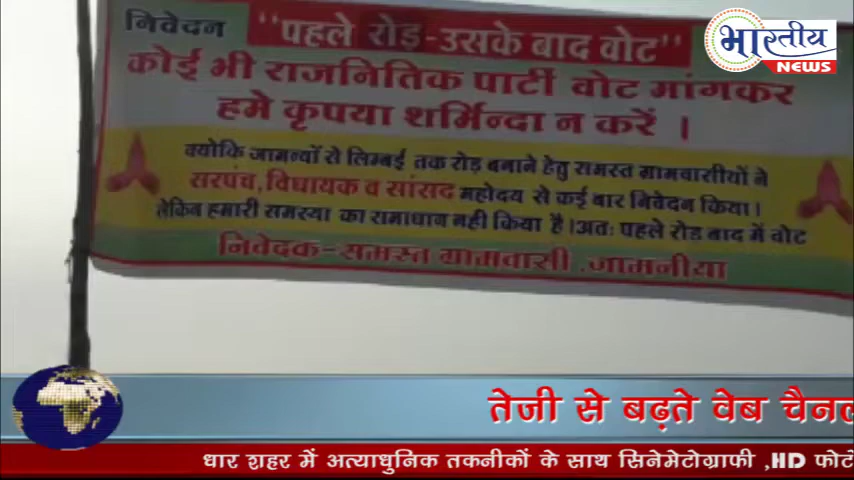 निवेदन "पहले रोड़-उसके बाद वोट"
भारतीय
NEWS
कोई भी राजनितिक पार्टी वोट मांगकर
हमे कृपया शर्मिन्दा न करें ।
क्योकि जामन्यों से लिम्बई तक रोड़ बनाने हेतु समस्त ग्रामवासीयों ने
सरपंच,विधायक व सांसद महोदय से कई बार निवेदन किया।
लेकिन हमारी समस्या का समाधान नही किया है।अतः पहले रोड़ बाद में वोट
निवेदक-समस्त ग्रामवासी .जामनीया
तेजी से बढ़ते वेब चैनल
धार शहर में अत्याधुनिक तकनीकों के साथ सिनेमेटोग्राफी ,HD फोटो